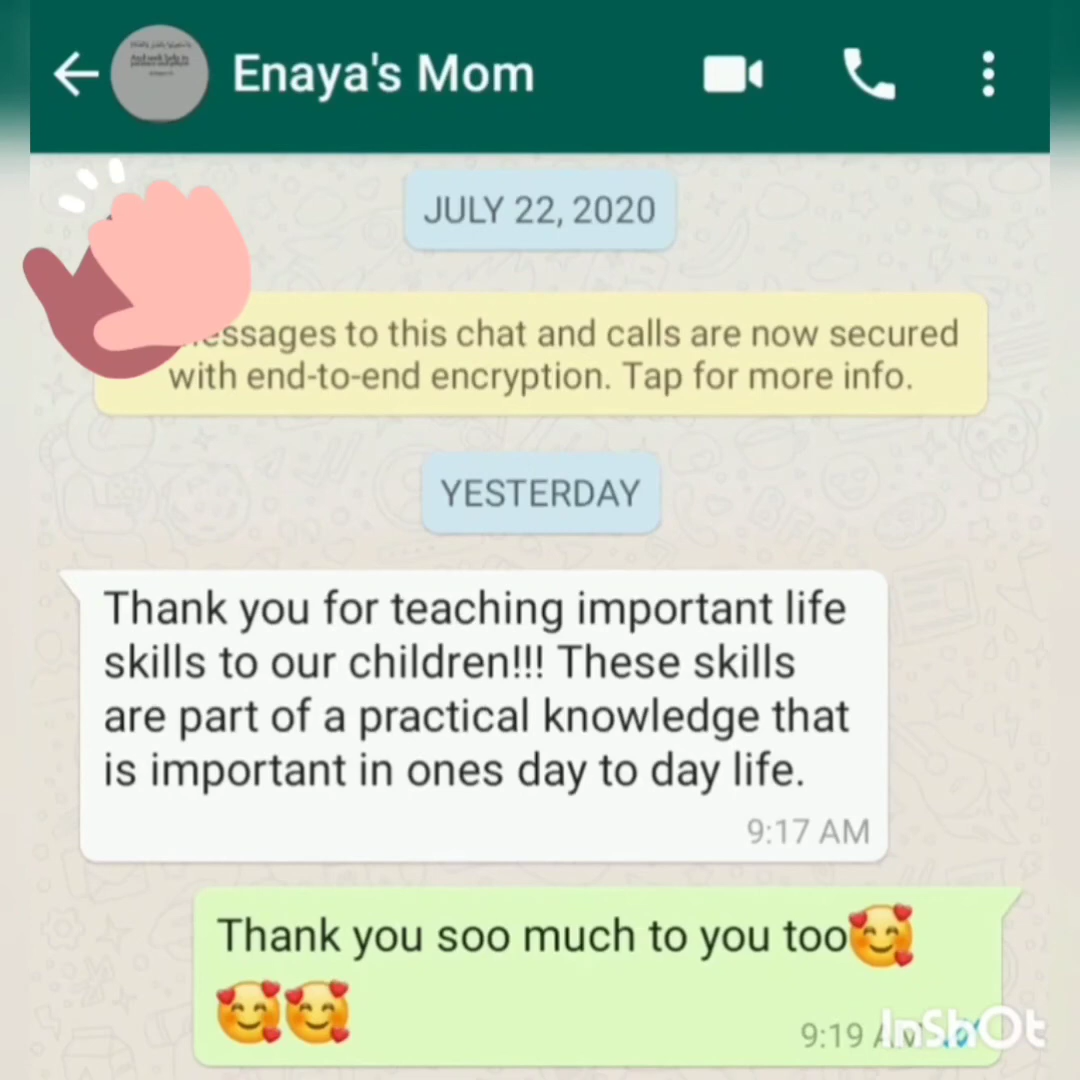 Enaya's Mom
JULY 22, 2020
to this chat and calls are now secured
with end-to-end encryption. Tap for more info.
YESTERDAY
Thank you for teaching important life
skills to our children!!! These skills
are part of a practical knowledge that
is important in ones day to day life.
9:17 AM
Thank you soo much to you too🥰
🥰🥰
9:19
InShOt